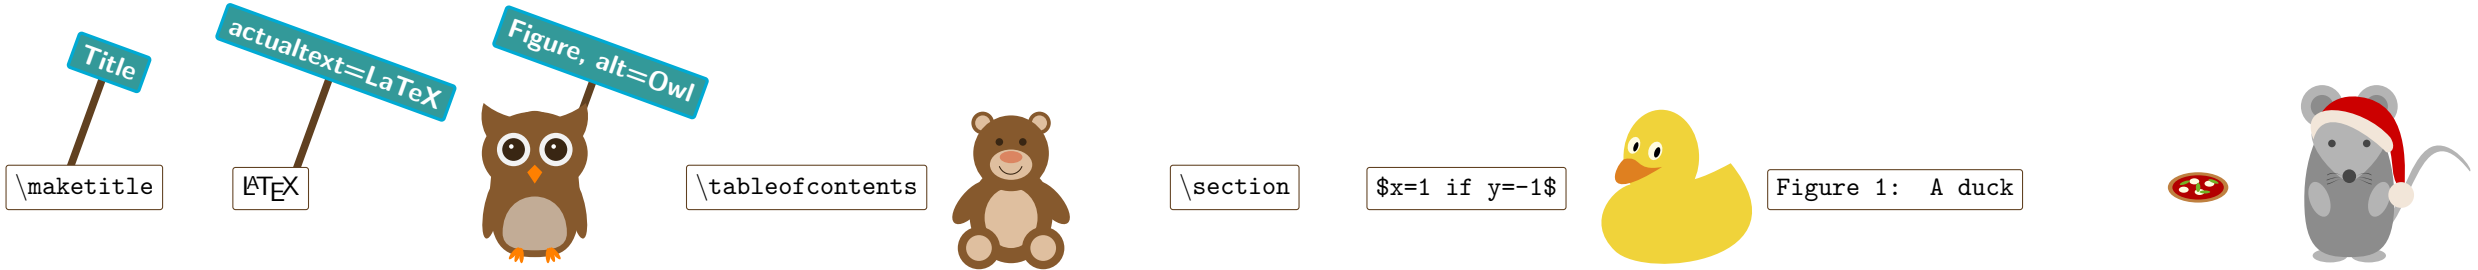 Title
actualtext=LaTeX
Figure, alt=Owl
\maketitle
LATEX
\tableofcontents
\section
$x=1 if y=-1$
Figure 1: A duck